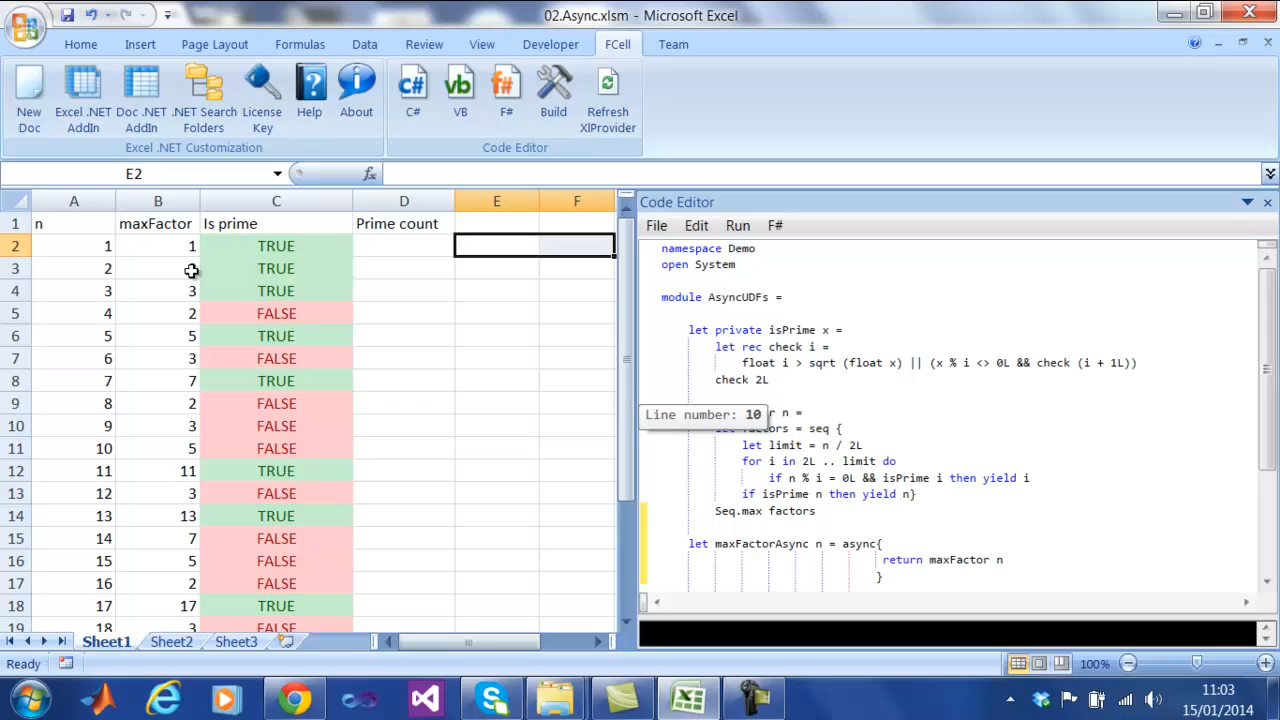 02.Async.xlsm - Microsoft Excel
Home Insert Page Layout Formulas Data Review View Developer FCell Team
New Doc
Excel .NET AddIn
Doc .NET AddIn
.NET Search Folders
License Key
Help
About
C#
VB
F#
Build
Refresh XlProvider
Excel .NET Customization
Code Editor
E2
fx
A B C D E F
1 n maxFactor Is prime Prime count
2 1 1 TRUE
3 2 TRUE
4 3 3 TRUE
5 4 2 FALSE
6 5 5 TRUE
7 6 3 FALSE
8 7 7 TRUE
9 8 2 FALSE
10 9 3 FALSE
11 10 5 FALSE
12 11 11 TRUE
13 12 3 FALSE
14 13 13 TRUE
15 14 7 FALSE
16 15 5 FALSE
17 16 2 FALSE
18 17 17 TRUE
19 18 3 FALSE
Sheet1 Sheet2 Sheet3
Code Editor
File Edit Run F#
namespace Demo
open System
module AsyncUDFs =
let private isPrime x =
let rec check i =
float i > sqrt (float x) || (x % i <> 0L && check (i + 1L))
check 2L
Line number: 10
n =
factors = seq {
let limit = n / 2L
for i in 2L .. limit do
if n % i = 0L && isPrime i then yield i
if isPrime n then yield n}
Seq.max factors
let maxFactorAsync n = async{
return maxFactor n
}
Ready
100%
11:03
15/01/2014